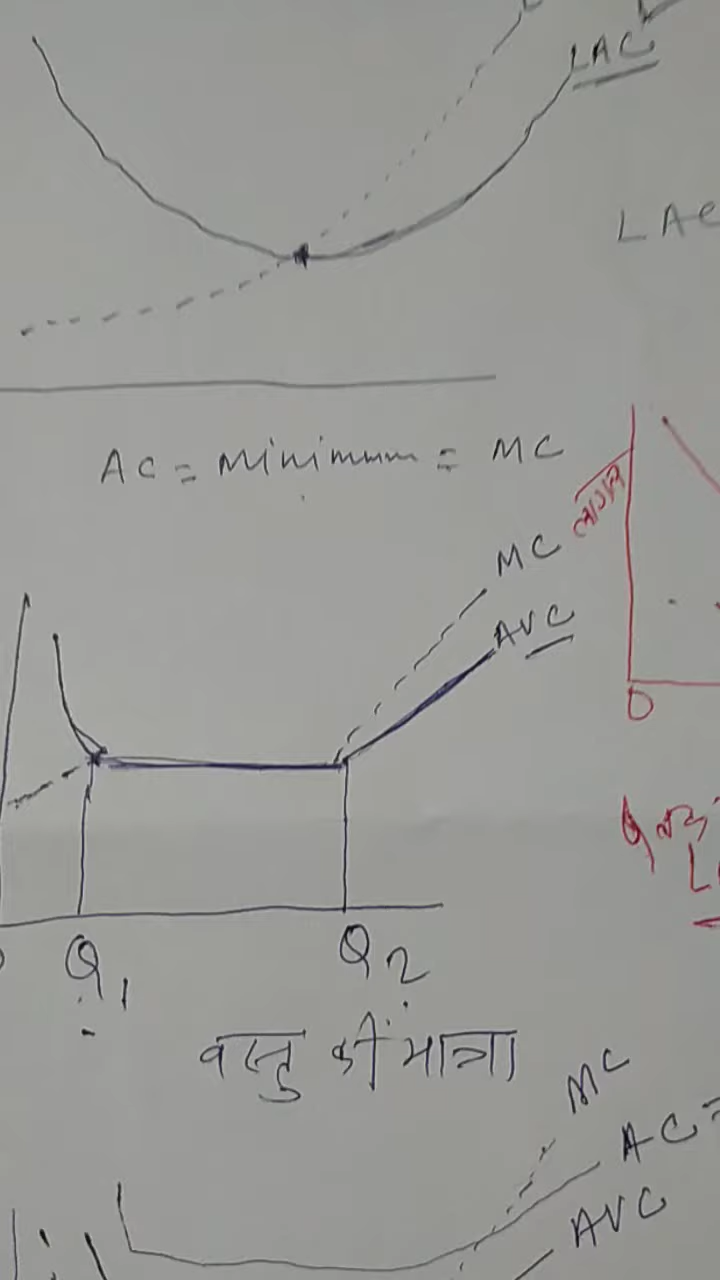 LAC
LAC
AC = Minimum = MC
लागत
MC
AVC
O
Q1
Q2
वस्तु की मात्रा
MC
AC =
AVC